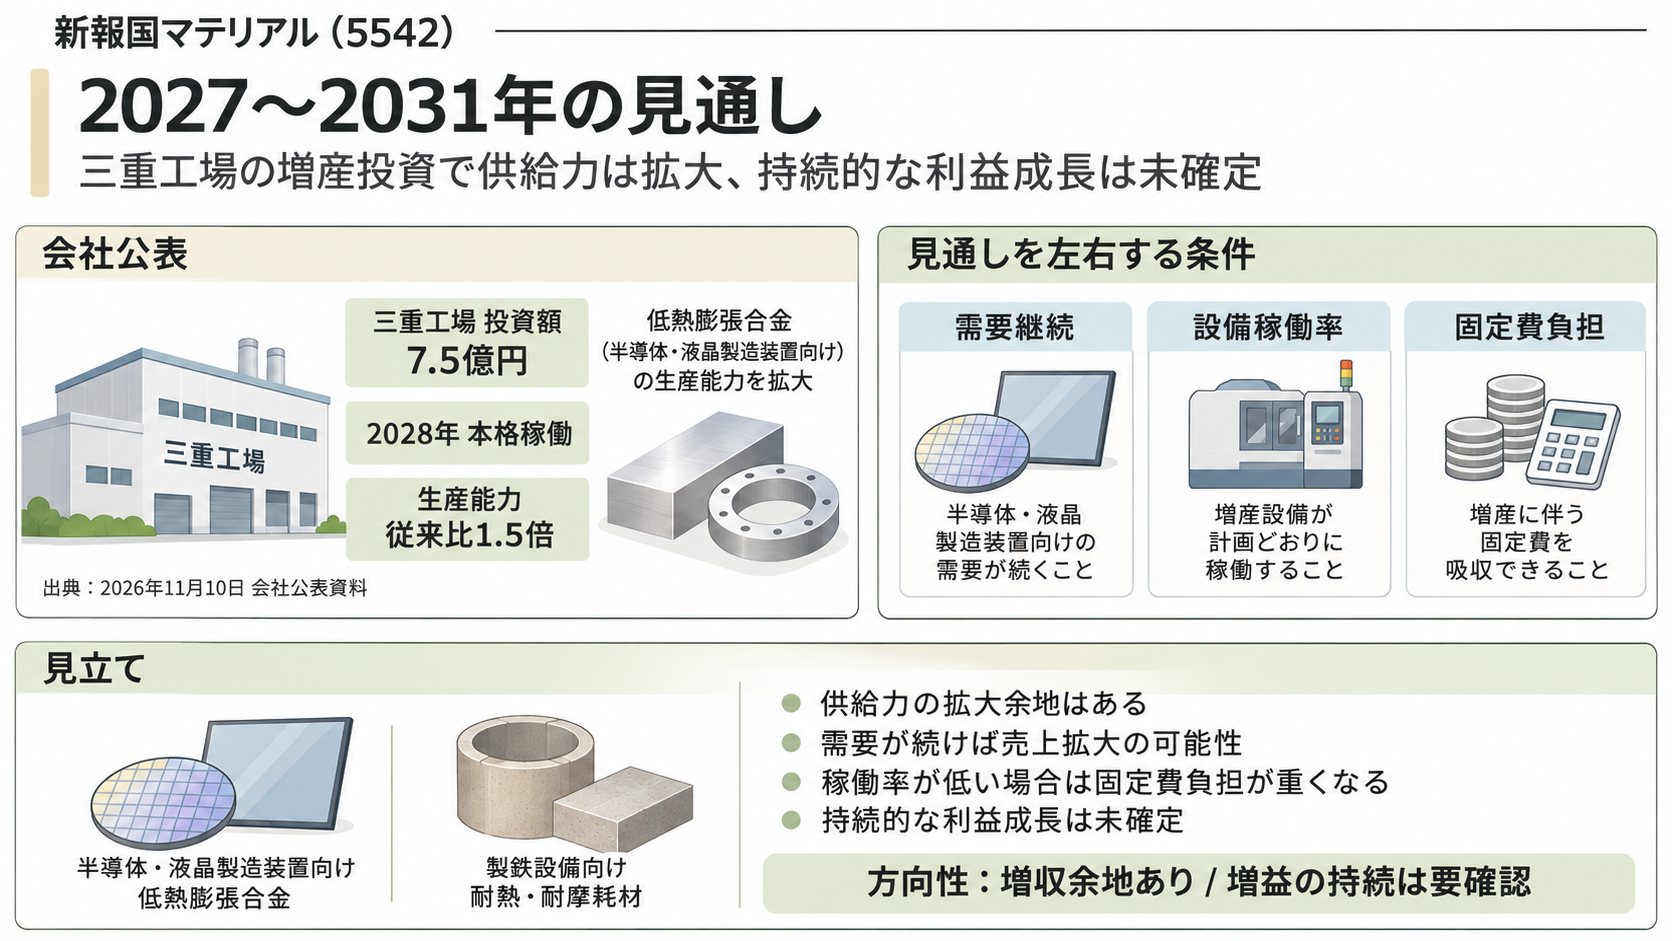 新報国マテリアル（5542）
2027～2031年の見通し
三重工場の増産投資で供給力は拡大、持続的な利益成長は未確定
会社公表
三重工場
三重工場 投資額
7.5億円
2028年 本格稼働
生産能力
従来比1.5倍
低熱膨張合金
（半導体・液晶製造装置向け）
の生産能力を拡大
出典：2026年11月10日 会社公表資料
見通しを左右する条件
需要継続
半導体・液晶
製造装置向けの
需要が続くこと
設備稼働率
増産設備が
計画どおりに
稼働すること
固定費負担
増産に伴う
固定費を
吸収できること
見立て
半導体・液晶製造装置向け
低熱膨張合金
製鉄設備向け
耐熱・耐摩耗材
供給力の拡大余地はある
需要が続けば売上拡大の可能性
稼働率が低い場合は固定費負担が重くなる
持続的な利益成長は未確定
方向性：増収余地あり / 増益の持続は要確認